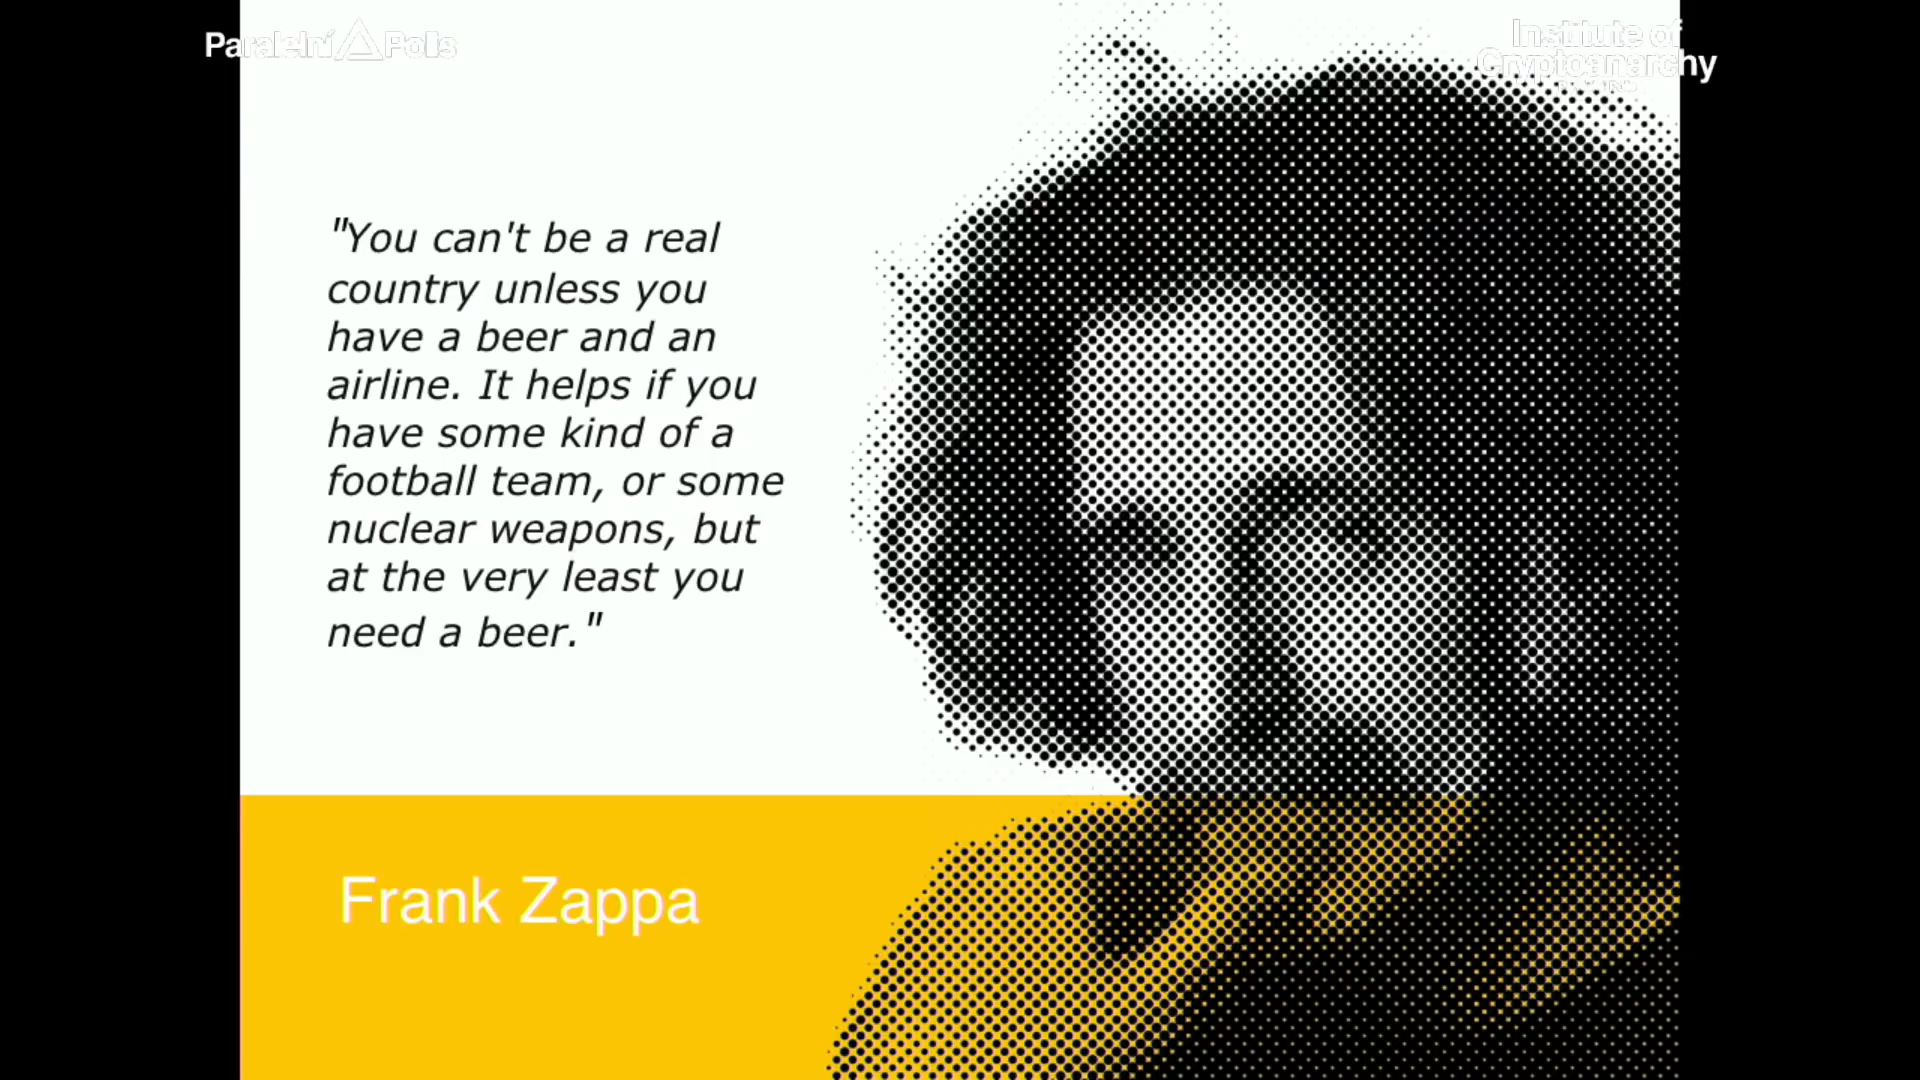 Paralelní Polis
Institute of
Cryptoanarchy
"You can't be a real
country unless you
have a beer and an
airline. It helps if you
have some kind of a
football team, or some
nuclear weapons, but
at the very least you
need a beer."
Frank Zappa